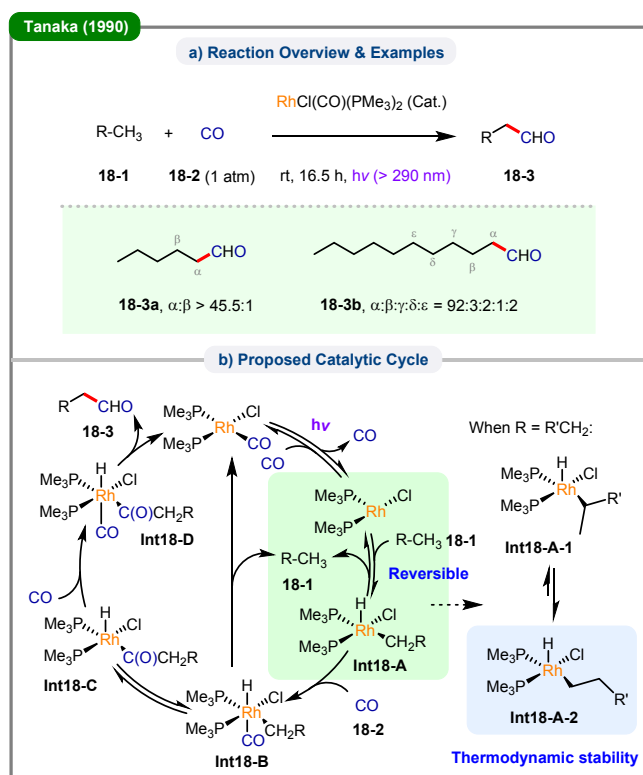 Tanaka (1990)
a) Reaction Overview & Examples
RhCl(CO)(PMe₃)₂ (Cat.)
R-CH₃ + CO
R CHO
18-1 18-2 (1 atm) rt, 16.5 h, hν (> 290 nm) 18-3
β CHO
α
18-3a, α:β > 45.5:1
ε γ α
CHO
δ β
18-3b, α:β:γ:δ:ε = 92:3:2:1:2
b) Proposed Catalytic Cycle
R CHO
18-3
Me₃P Cl
Rh
Me₃P CO
hν
CO
CO
When R = R'CH₂:
H
Me₃P Cl
Rh
Me₃P C(O)CH₂R
CO
Int18-D
Me₃P Cl
Rh
Me₃P
R-CH₃
18-1
R-CH₃ 18-1
Reversible
H
Me₃P Cl
Rh
Me₃P R'
Int18-A-1
CO
H
Me₃P Cl
Rh
Me₃P CH₂R
Int18-A
H
Me₃P Cl
Rh
Me₃P C(O)CH₂R
Int18-C
H
Me₃P Cl
Rh
Me₃P CH₂R
CO
Int18-B
CO
18-2
H
Me₃P Cl
Rh
Me₃P R'
Int18-A-2
Thermodynamic stability